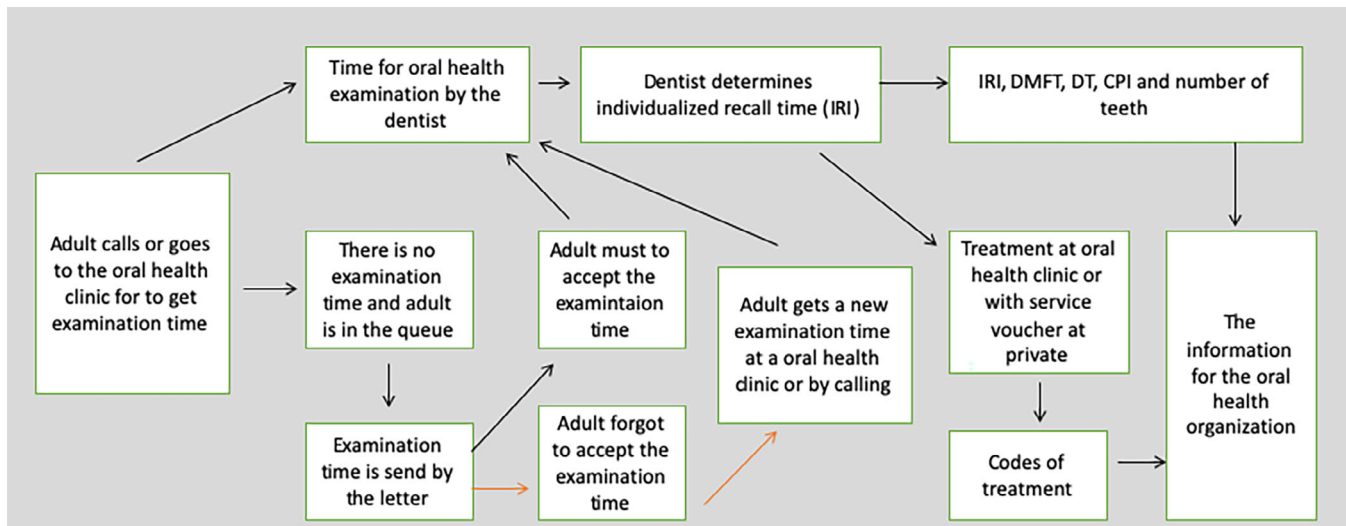 Time for oral health
examination by the
dentist
Dentist determines
individualized recall time (IRI)
IRI, DMFT, DT, CPI and number of
teeth
Adult calls or goes
to the oral health
clinic for to get
examination time
There is no
examination
time and adult
is in the queue
Adult must to
accept the
examintaion
time
Adult gets a new
examination time
at a oral health
clinic or by calling
Treatment at oral
health clinic or
with service
voucher at
private
The
information
for the oral
health
organization
Examination
time is send by
the letter
Adult forgot to
accept the
examination
time
Codes of
treatment